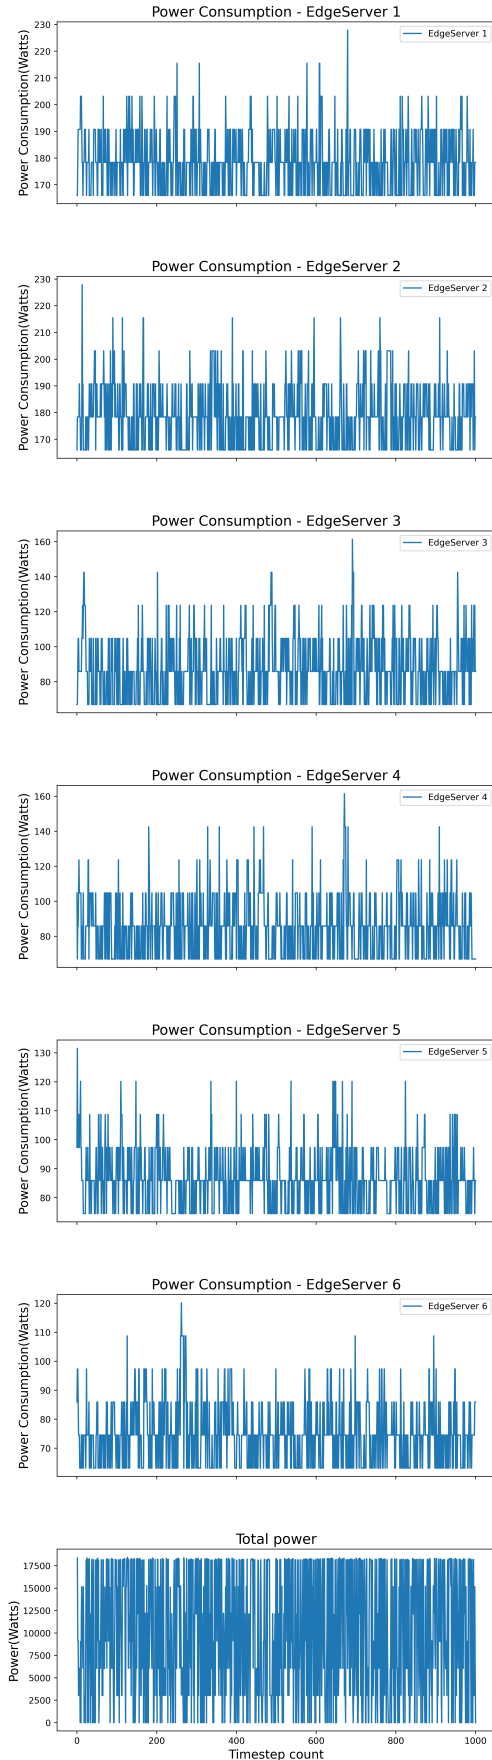 Power Consumption - EdgeServer 1
Power Consumption(Watts)
EdgeServer 1
230
220
210
200
190
180
170
Power Consumption - EdgeServer 2
Power Consumption(Watts)
EdgeServer 2
230
220
210
200
190
180
170
Power Consumption - EdgeServer 3
Power Consumption(Watts)
EdgeServer 3
160
140
120
100
80
Power Consumption - EdgeServer 4
Power Consumption(Watts)
EdgeServer 4
160
140
120
100
80
Power Consumption - EdgeServer 5
Power Consumption(Watts)
EdgeServer 5
130
120
110
100
90
80
Power Consumption - EdgeServer 6
Power Consumption(Watts)
EdgeServer 6
120
110
100
90
80
70
Total power
Power(Watts)
17500
15000
12500
10000
7500
5000
2500
0
0 200 400 600 800 1000
Timestep count